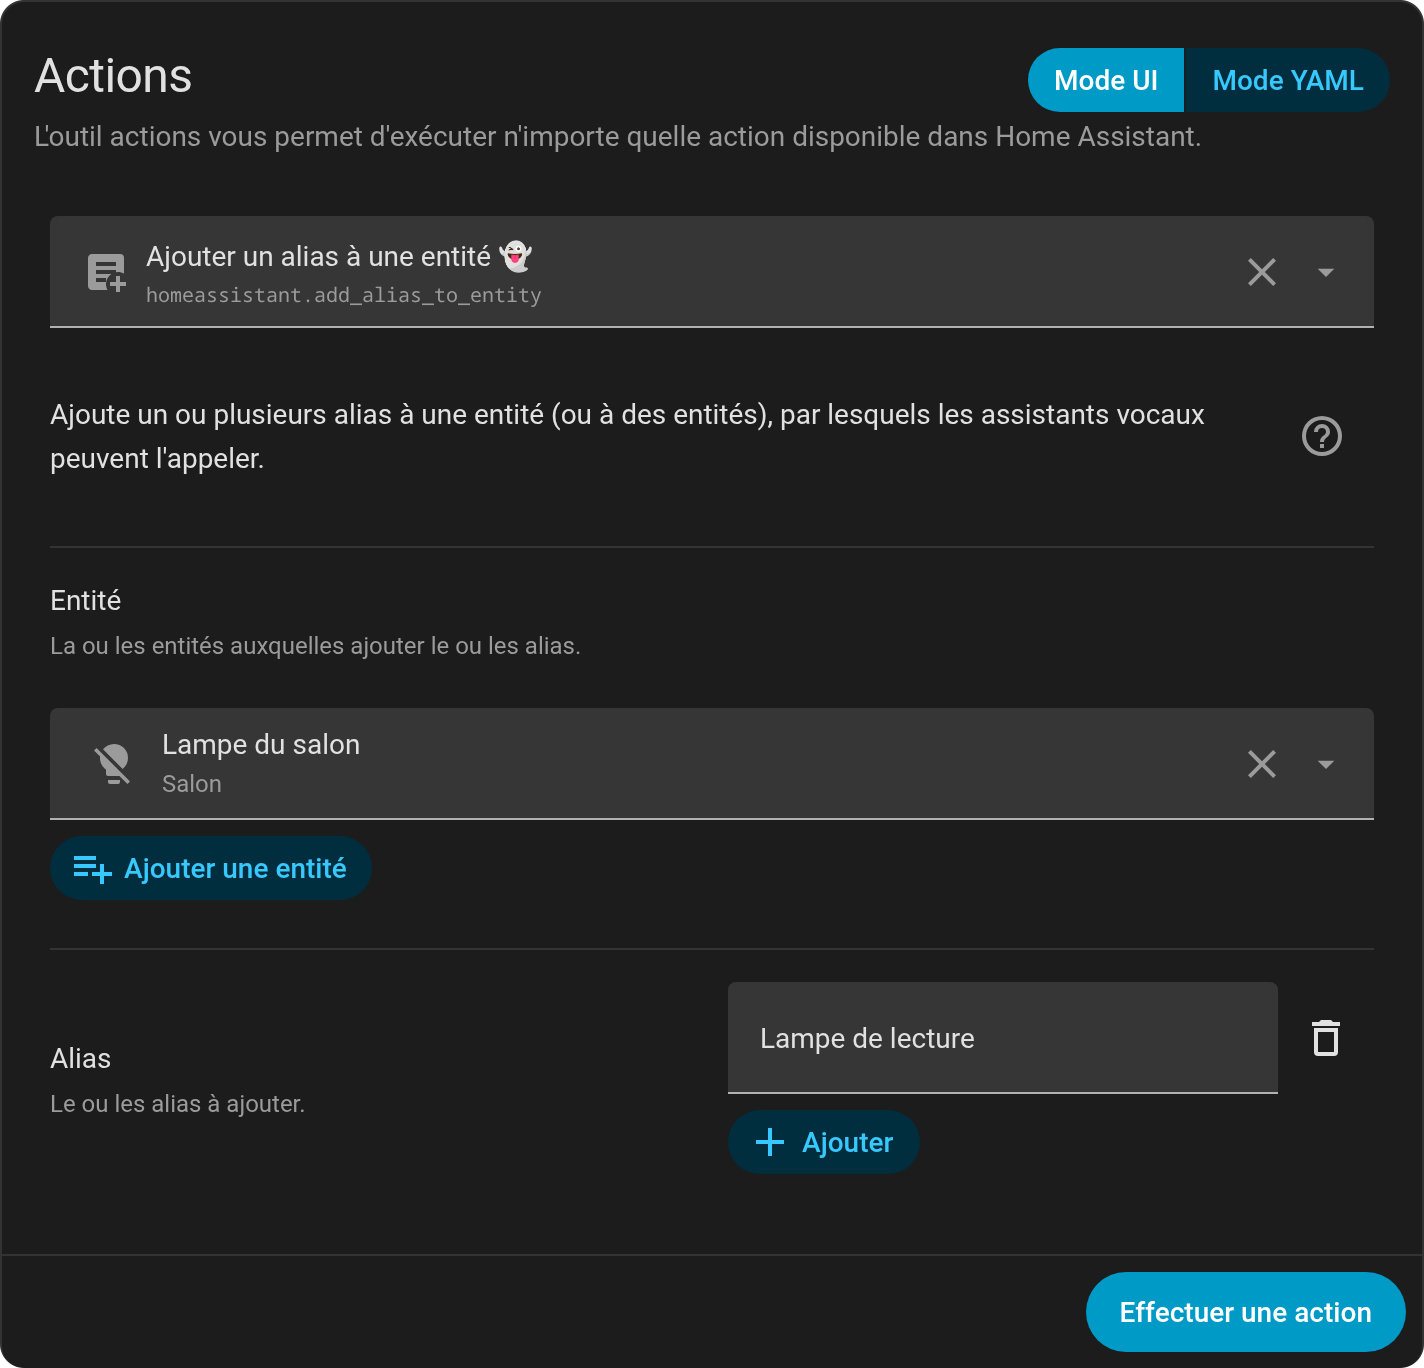 Actions
Mode UI
Mode YAML
L'outil actions vous permet d'exécuter n'importe quelle action disponible dans Home Assistant.
Ajouter un alias à une entité 👻
homeassistant.add_alias_to_entity
Ajoute un ou plusieurs alias à une entité (ou à des entités), par lesquels les assistants vocaux
peuvent l'appeler.
Entité
La ou les entités auxquelles ajouter le ou les alias.
Lampe du salon
Salon
Ajouter une entité
Alias
Le ou les alias à ajouter.
Lampe de lecture
Ajouter
Effectuer une action